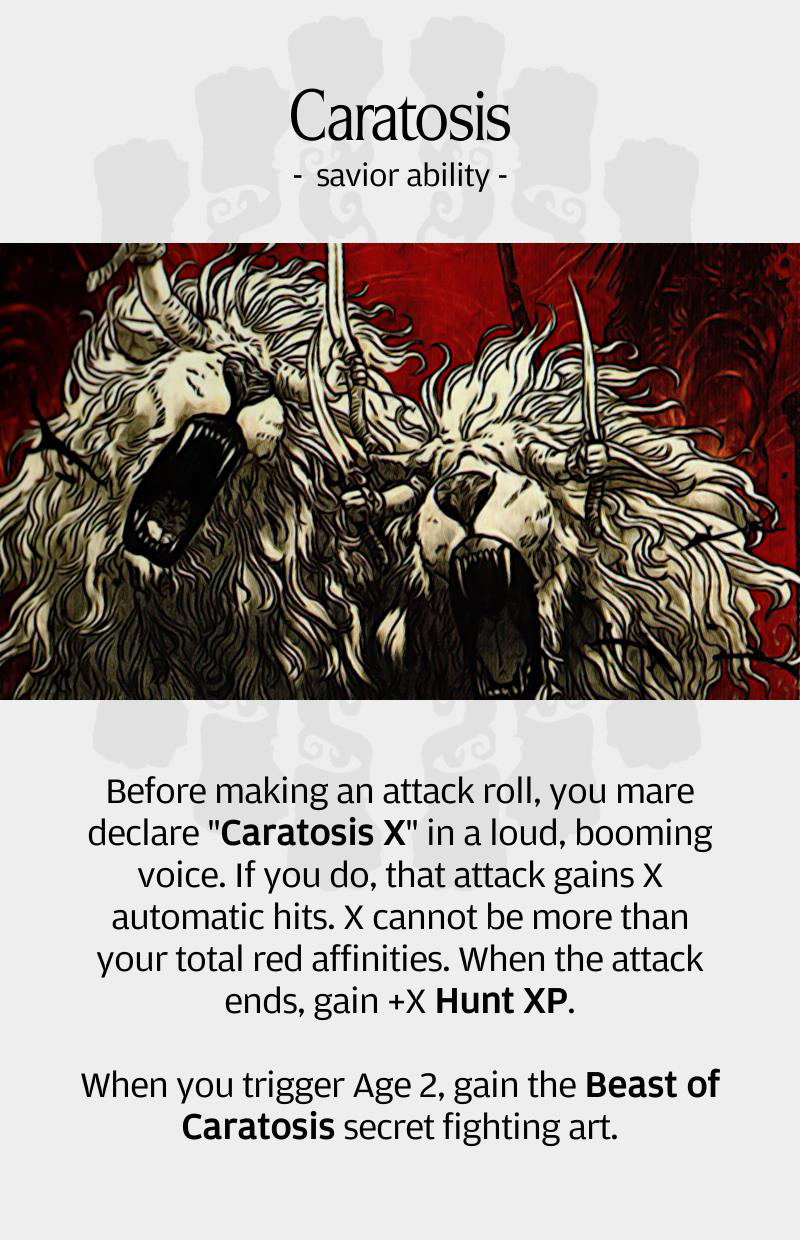 Caratosis
- savior ability -
Before making an attack roll, you mare
declare "Caratosis X" in a loud, booming
voice. If you do, that attack gains X
automatic hits. X cannot be more than
your total red affinities. When the attack
ends, gain +X Hunt XP.
When you trigger Age 2, gain the Beast of
Caratosis secret fighting art.